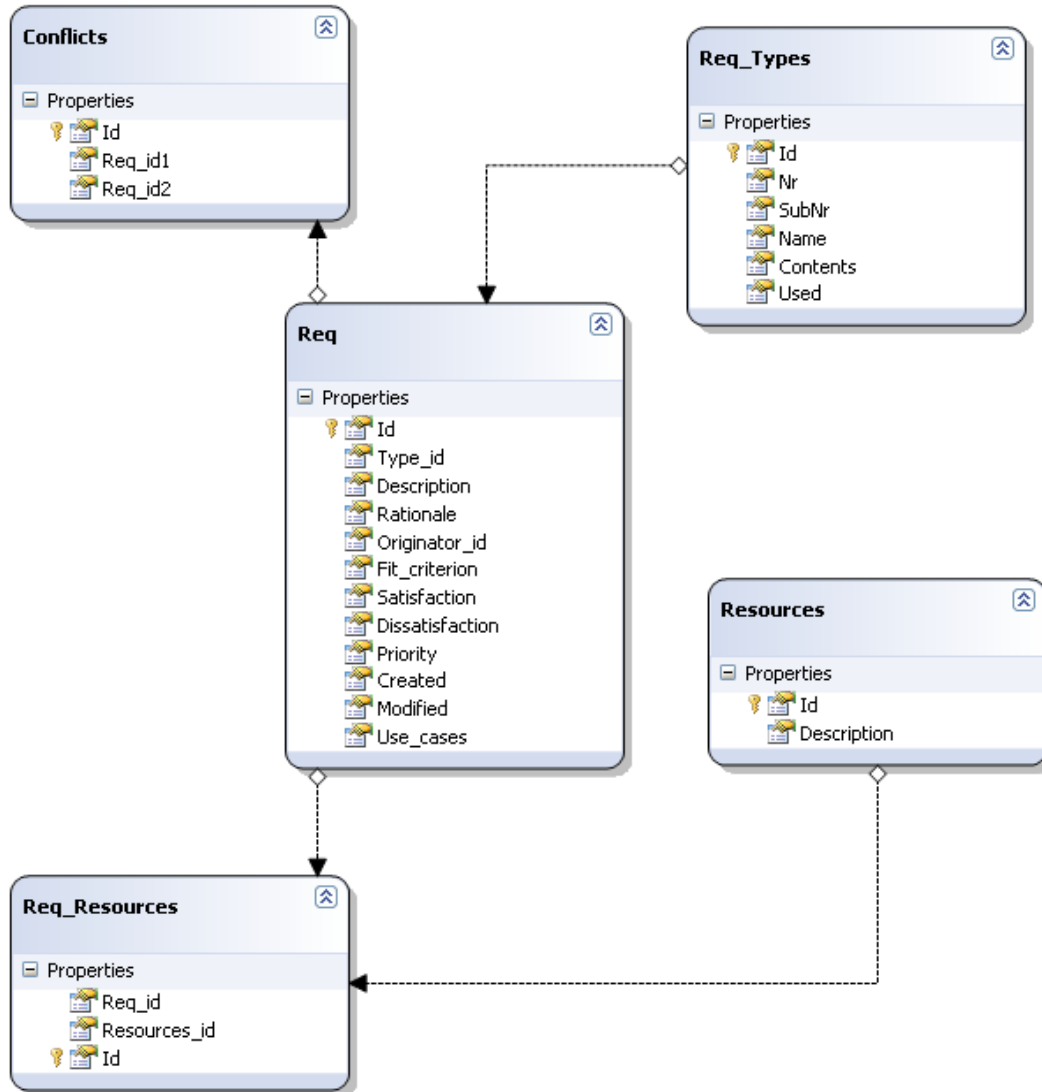 Conflicts
Properties
Id
Req_id1
Req_id2
Req_Types
Properties
Id
Nr
SubNr
Name
Contents
Used
Req
Properties
Id
Type_id
Description
Rationale
Originator_id
Fit_criterion
Satisfaction
Dissatisfaction
Priority
Created
Modified
Use_cases
Resources
Properties
Id
Description
Req_Resources
Properties
Req_id
Resources_id
Id